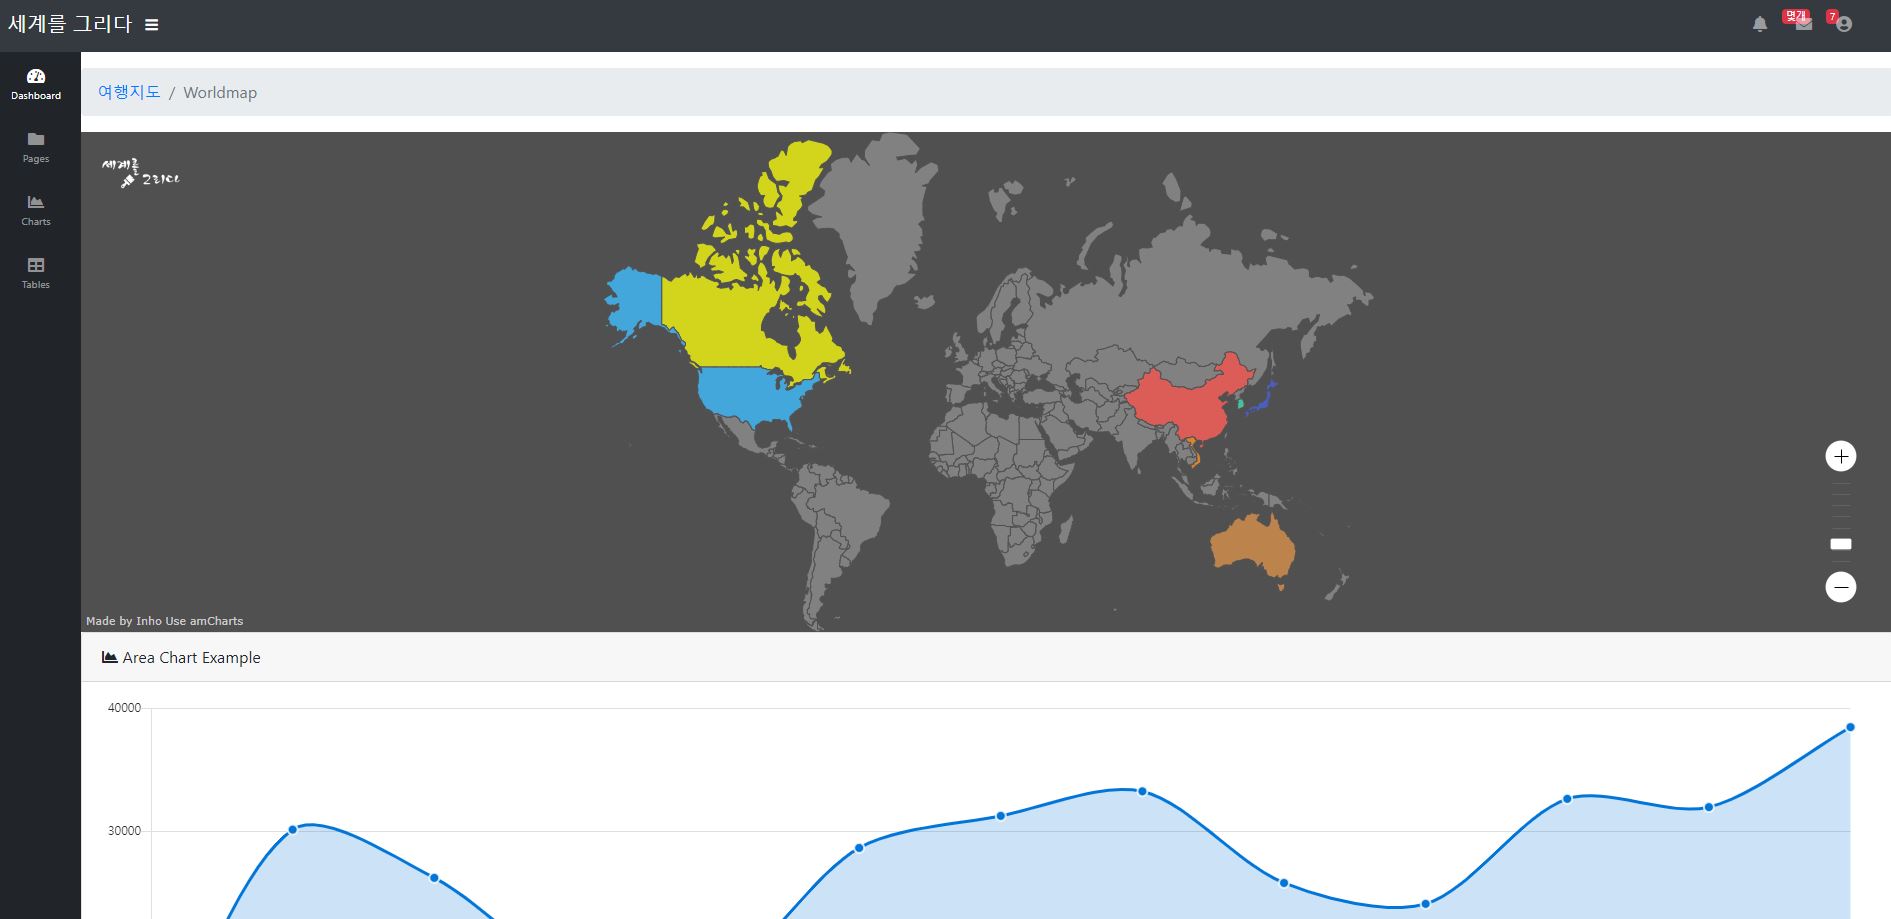 세계를 그리다
몇개
7
Dashboard
Pages
Charts
Tables
여행지도 / Worldmap
세계를
그리다
Made by Inho Use amCharts
Area Chart Example
40000
30000